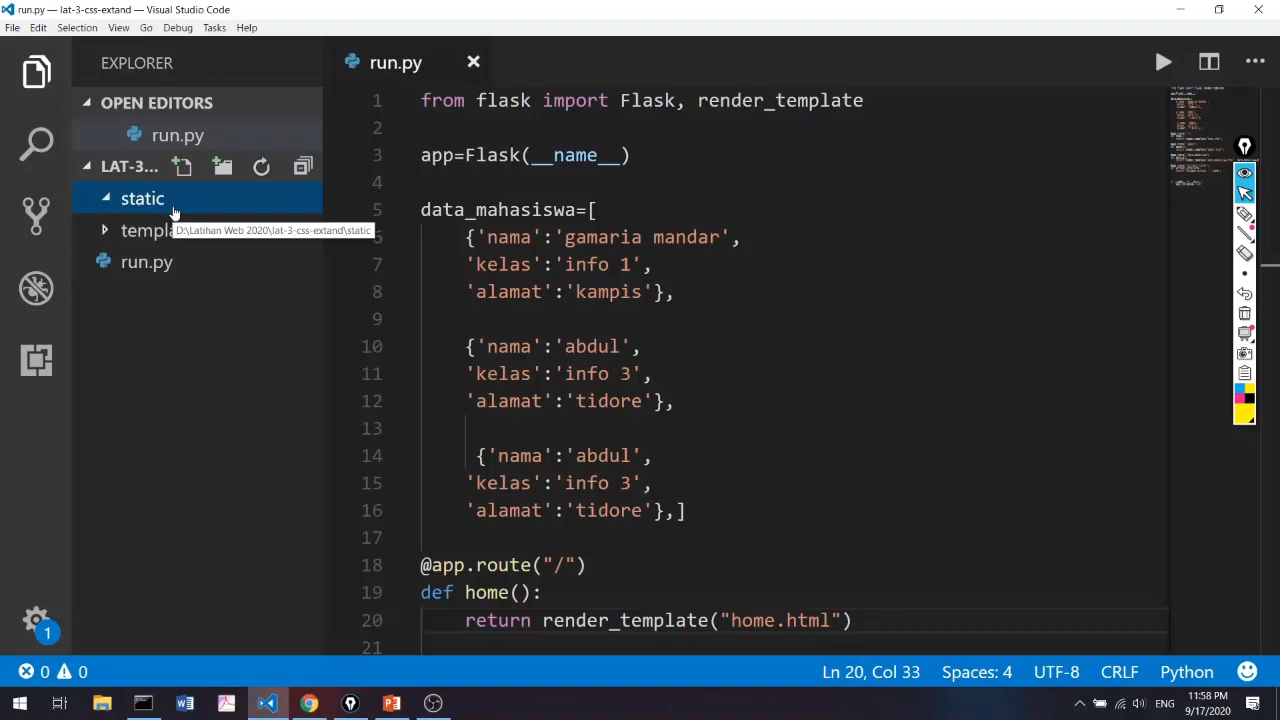 run.py — lat-3-css-extand — Visual Studio Code
File Edit Selection View Go Debug Tasks Help
EXPLORER
OPEN EDITORS
run.py
LAT-3...
static
templa
D:\Latihan Web 2020\lat-3-css-extand\static
run.py
1
run.py
1 from flask import Flask, render_template
2
3 app=Flask(__name__)
4
5 data_mahasiswa=[
6 {'nama':'gamaria mandar',
7 'kelas':'info 1',
8 'alamat':'kampis'},
9
10 {'nama':'abdul',
11 'kelas':'info 3',
12 'alamat':'tidore'},
13
14 {'nama':'abdul',
15 'kelas':'info 3',
16 'alamat':'tidore'},]
17
18 @app.route("/")
19 def home():
20 return render_template("home.html")
21
0 0 Ln 20, Col 33 Spaces: 4 UTF-8 CRLF Python
ENG 11:58 PM
9/17/2020